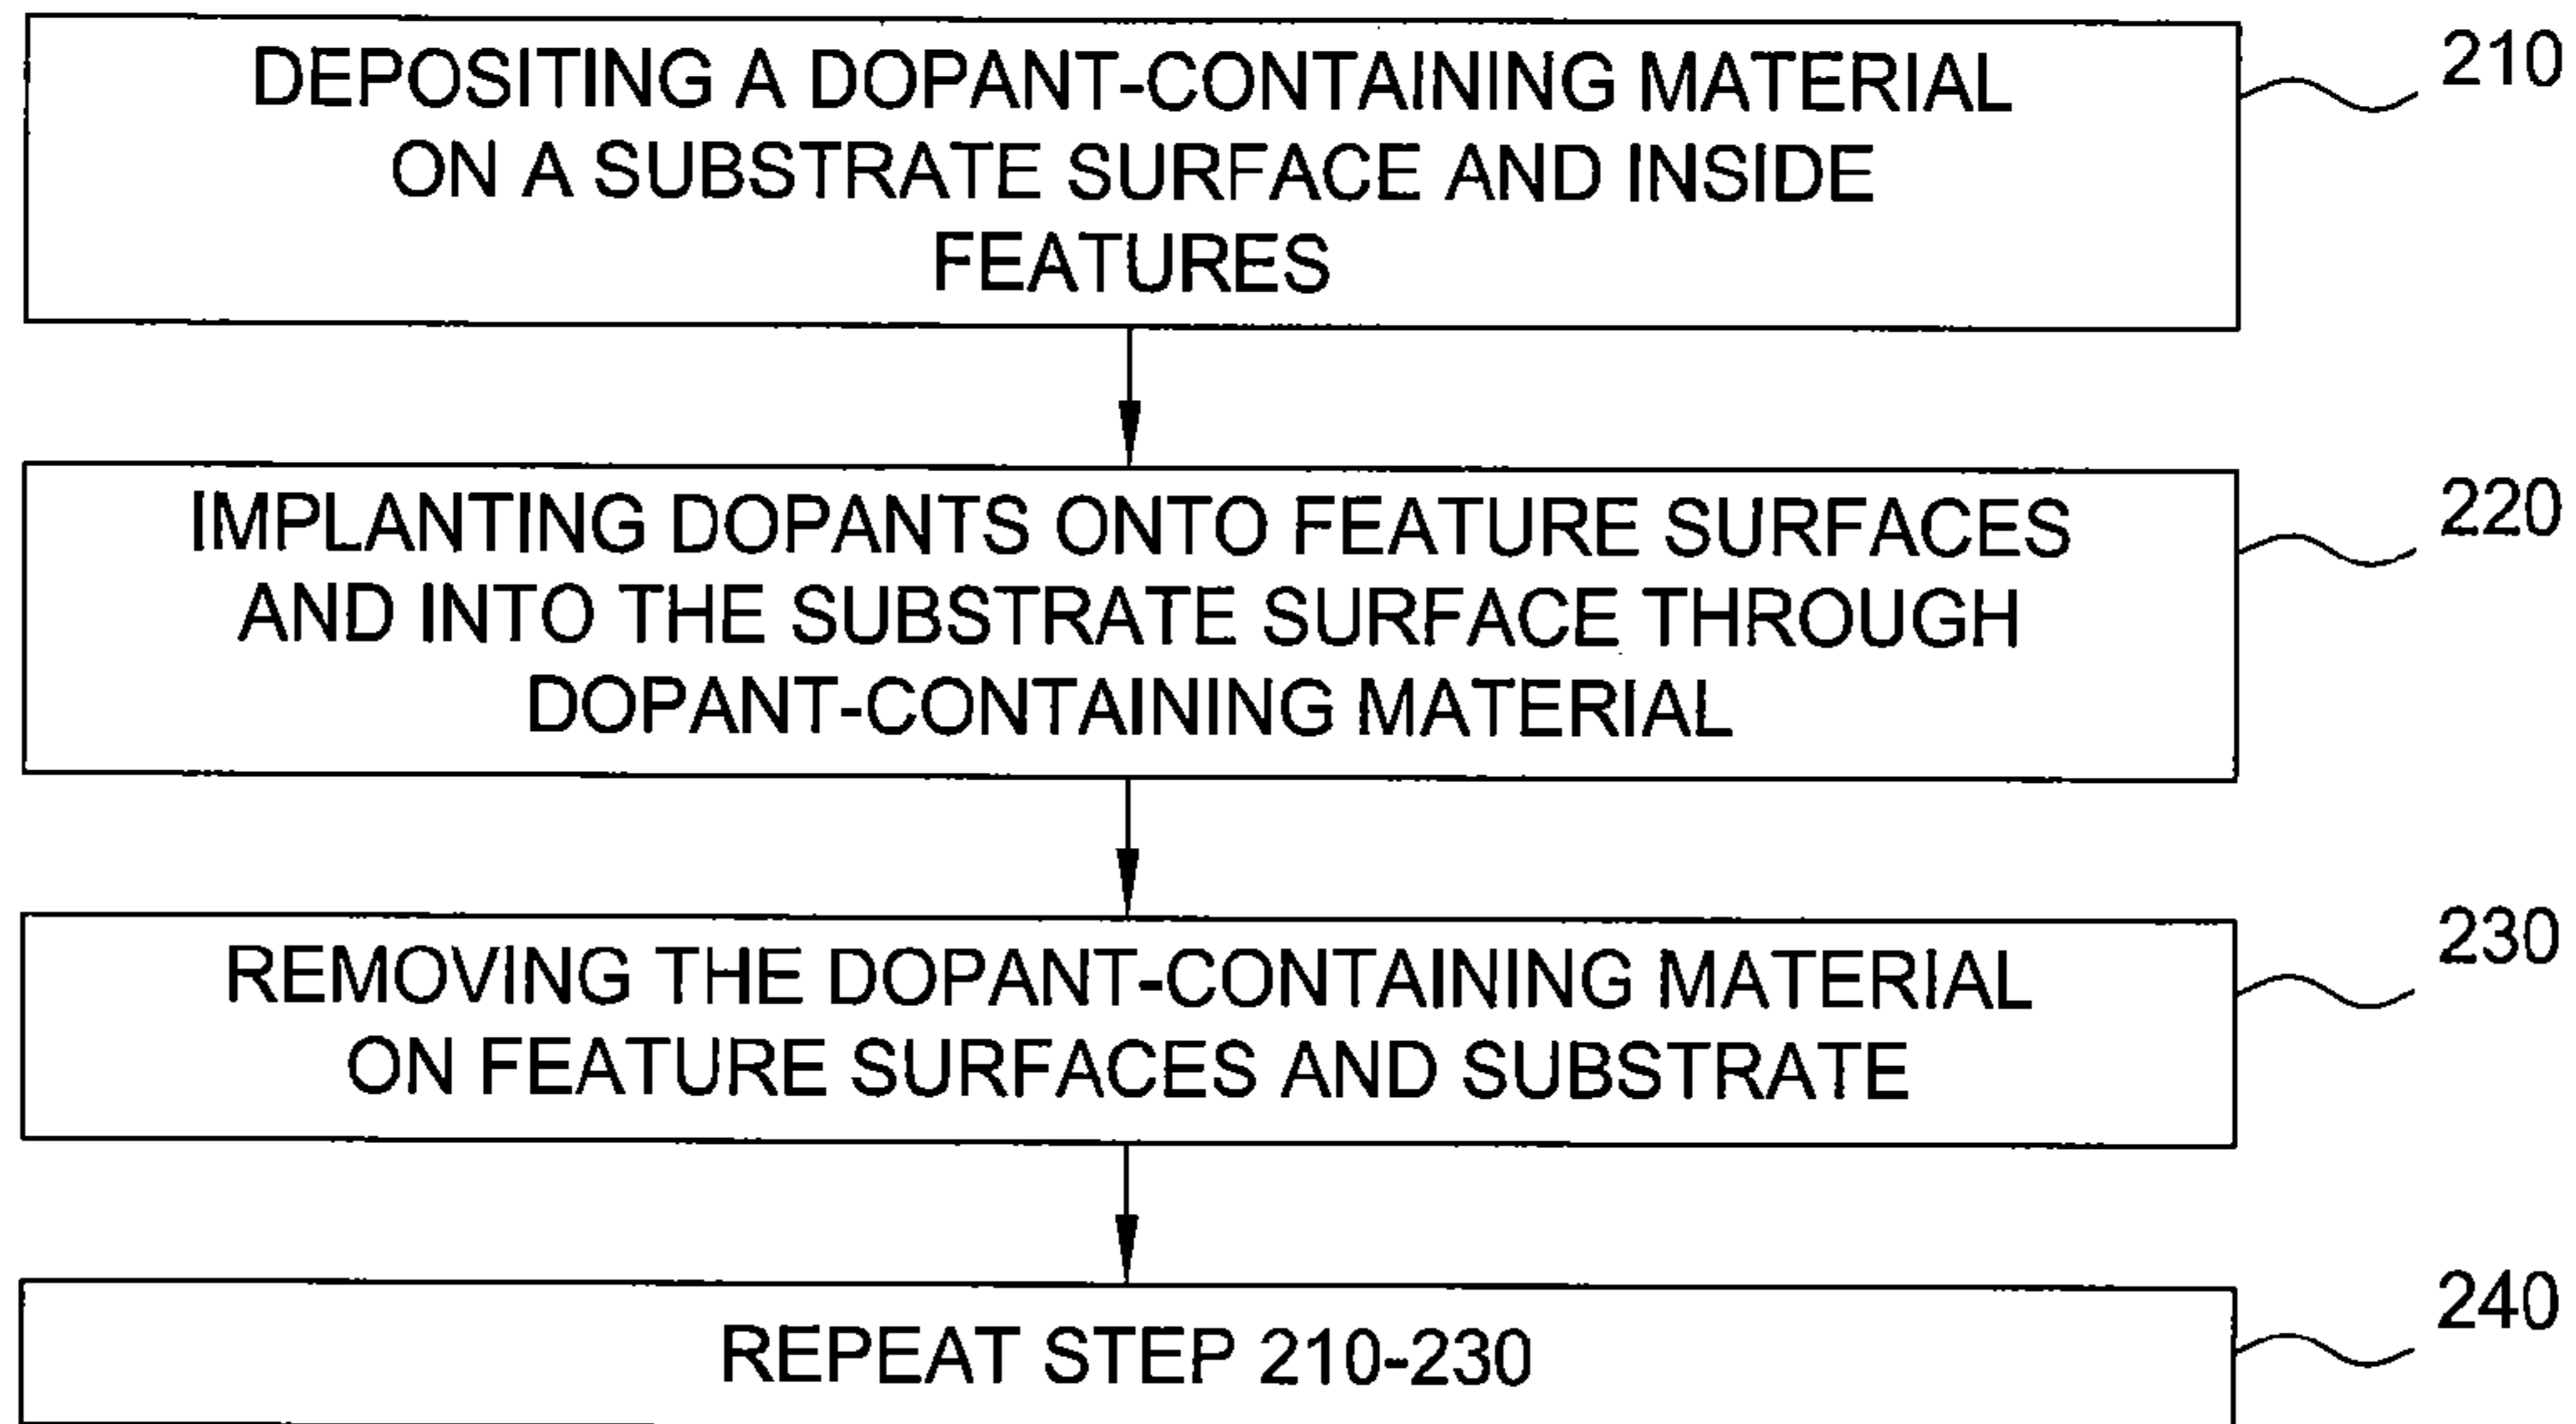 DEPOSITING A DOPANT-CONTAINING MATERIAL
ON A SUBSTRATE SURFACE AND INSIDE
FEATURES
210
IMPLANTING DOPANTS ONTO FEATURE SURFACES
AND INTO THE SUBSTRATE SURFACE THROUGH
DOPANT-CONTAINING MATERIAL
220
REMOVING THE DOPANT-CONTAINING MATERIAL
ON FEATURE SURFACES AND SUBSTRATE
230
REPEAT STEP 210-230
240